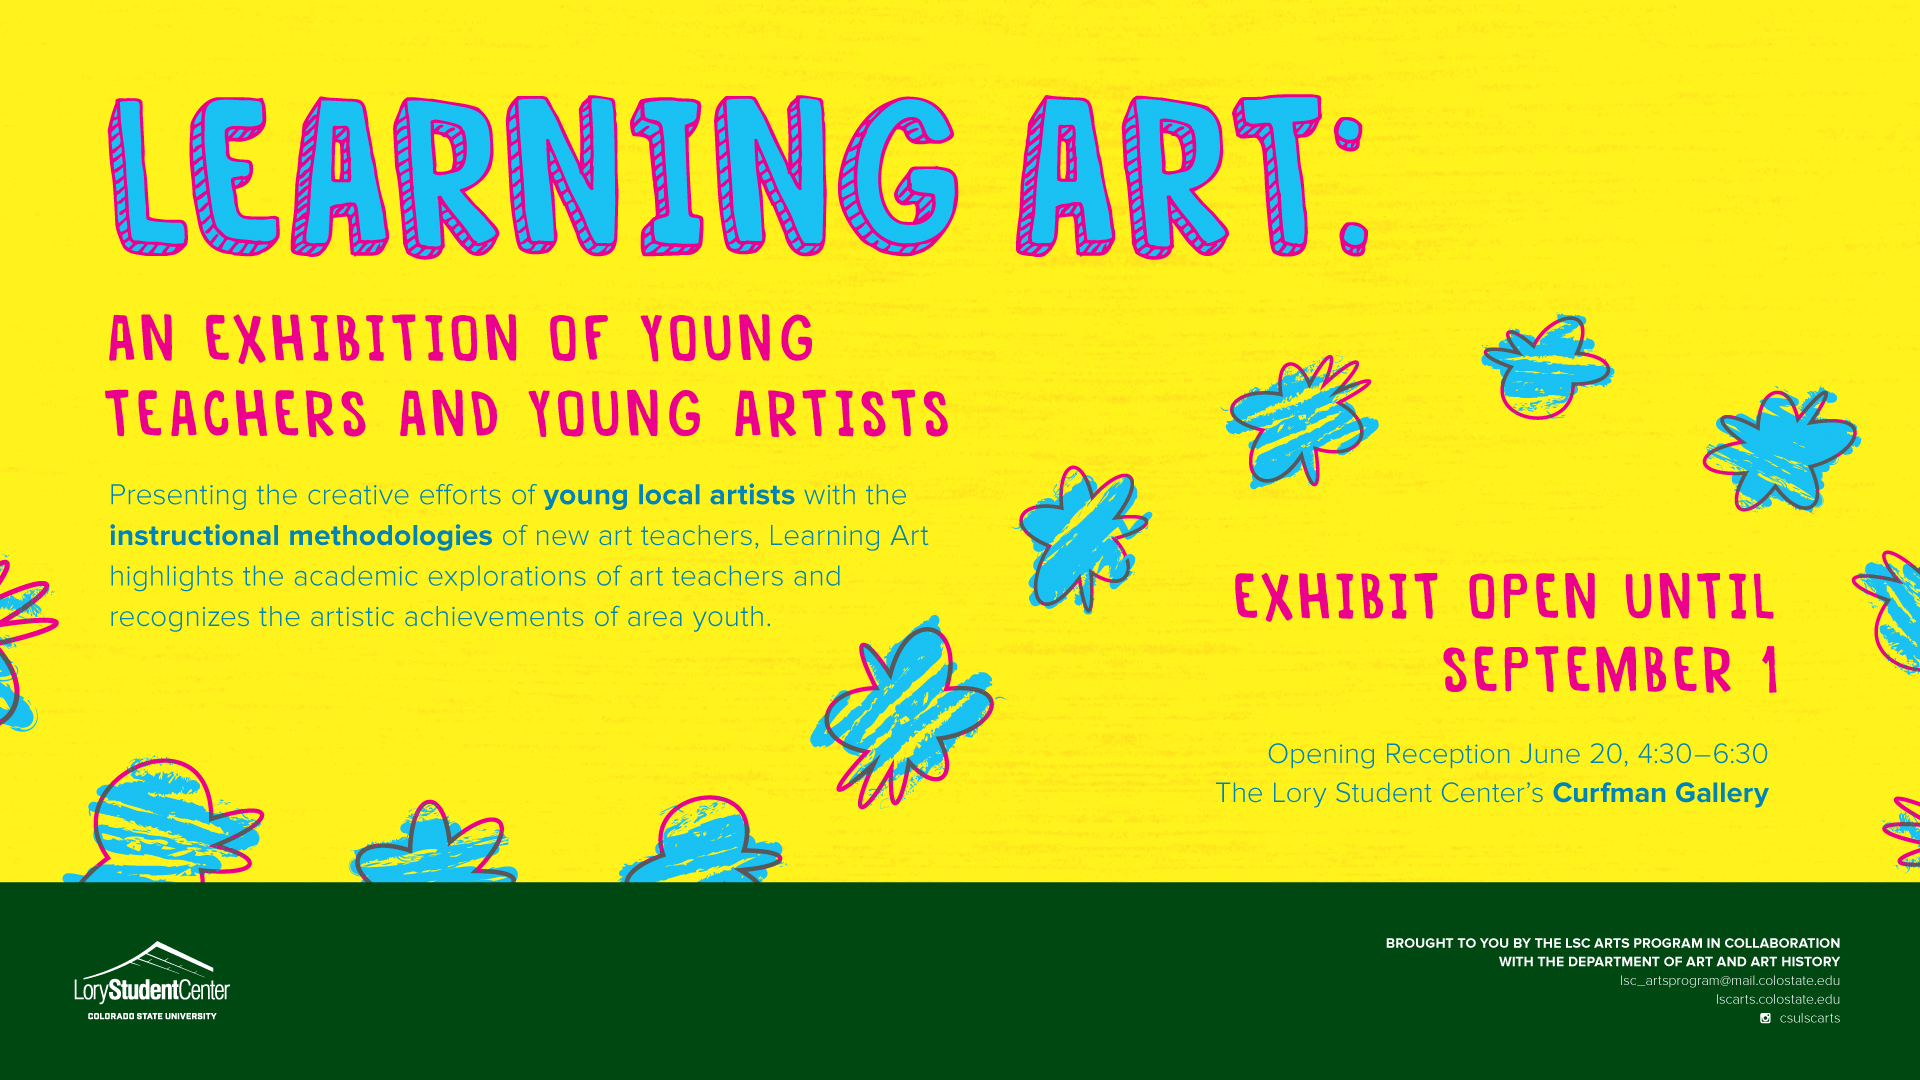 LEARNING ART:
AN EXHIBITION OF YOUNG
TEACHERS AND YOUNG ARTISTS
Presenting the creative efforts of young local artists with the
instructional methodologies of new art teachers, Learning Art
highlights the academic explorations of art teachers and
recognizes the artistic achievements of area youth.
EXHIBIT OPEN UNTIL
SEPTEMBER 1
Opening Reception June 20, 4:30–6:30
The Lory Student Center’s Curfman Gallery
LoryStudentCenter
COLORADO STATE UNIVERSITY
BROUGHT TO YOU BY THE LSC ARTS PROGRAM IN COLLABORATION
WITH THE DEPARTMENT OF ART AND ART HISTORY
lsc_artsprogram@mail.colostate.edu
lscarts.colostate.edu
csulscarts